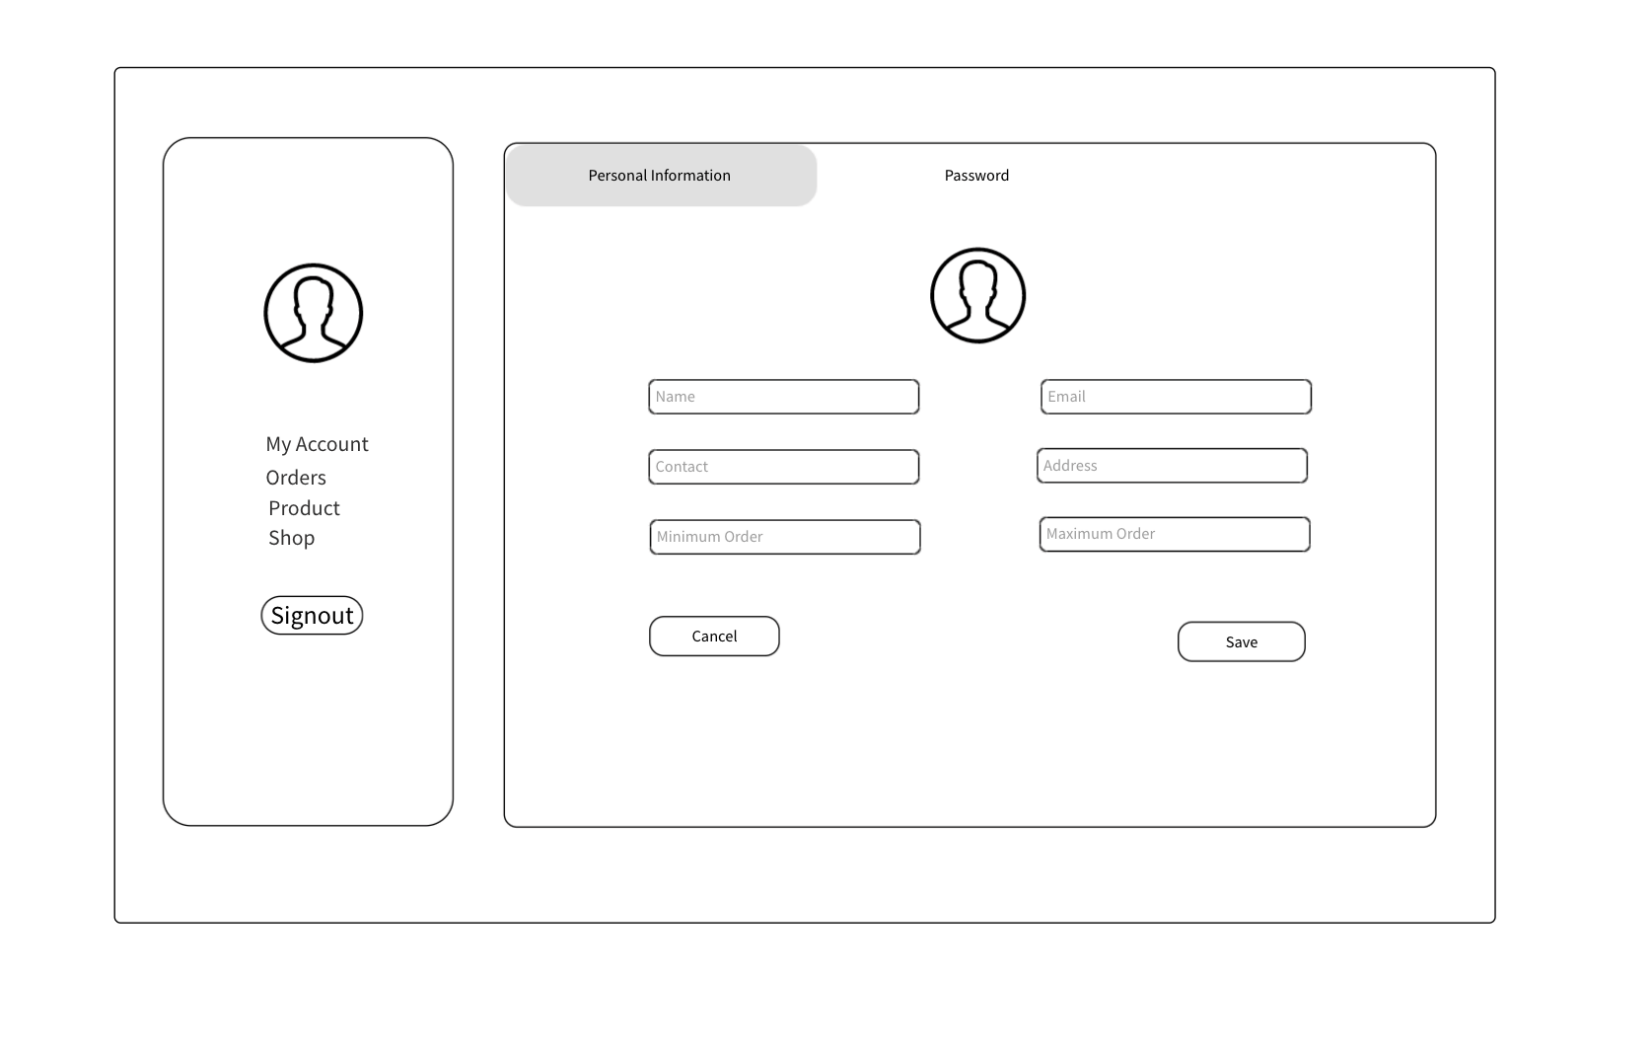 My Account
Orders
Product
Shop
Signout
Personal Information
Password
Name
Email
Contact
Address
Minimum Order
Maximum Order
Cancel
Save